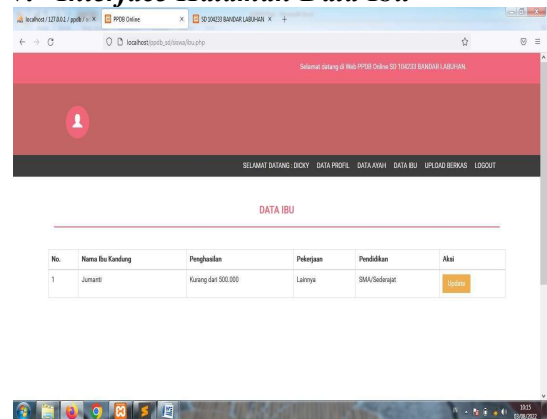 Interface Halaman Data Ibu
localhost / 127.0.0.1 / ppdb /
PPDB Online
SD 104233 BANDAR LABUHAN
localhost/ppdb_sd/siswa/ibu.php
Selamat datang di Web PPDB Online SD 104233 BANDAR LABUHAN.
SELAMAT DATANG : DICKY DATA PROFIL DATA AYAH DATA IBU UPLOAD BERKAS LOGOUT
DATA IBU
No. Nama Ibu Kandung Penghasilan Pekerjaan Pendidikan Aksi
1 Jumanti Kurang dari 500.000 Lainnya SMA/Sederajat Update
10:15
03/08/2022